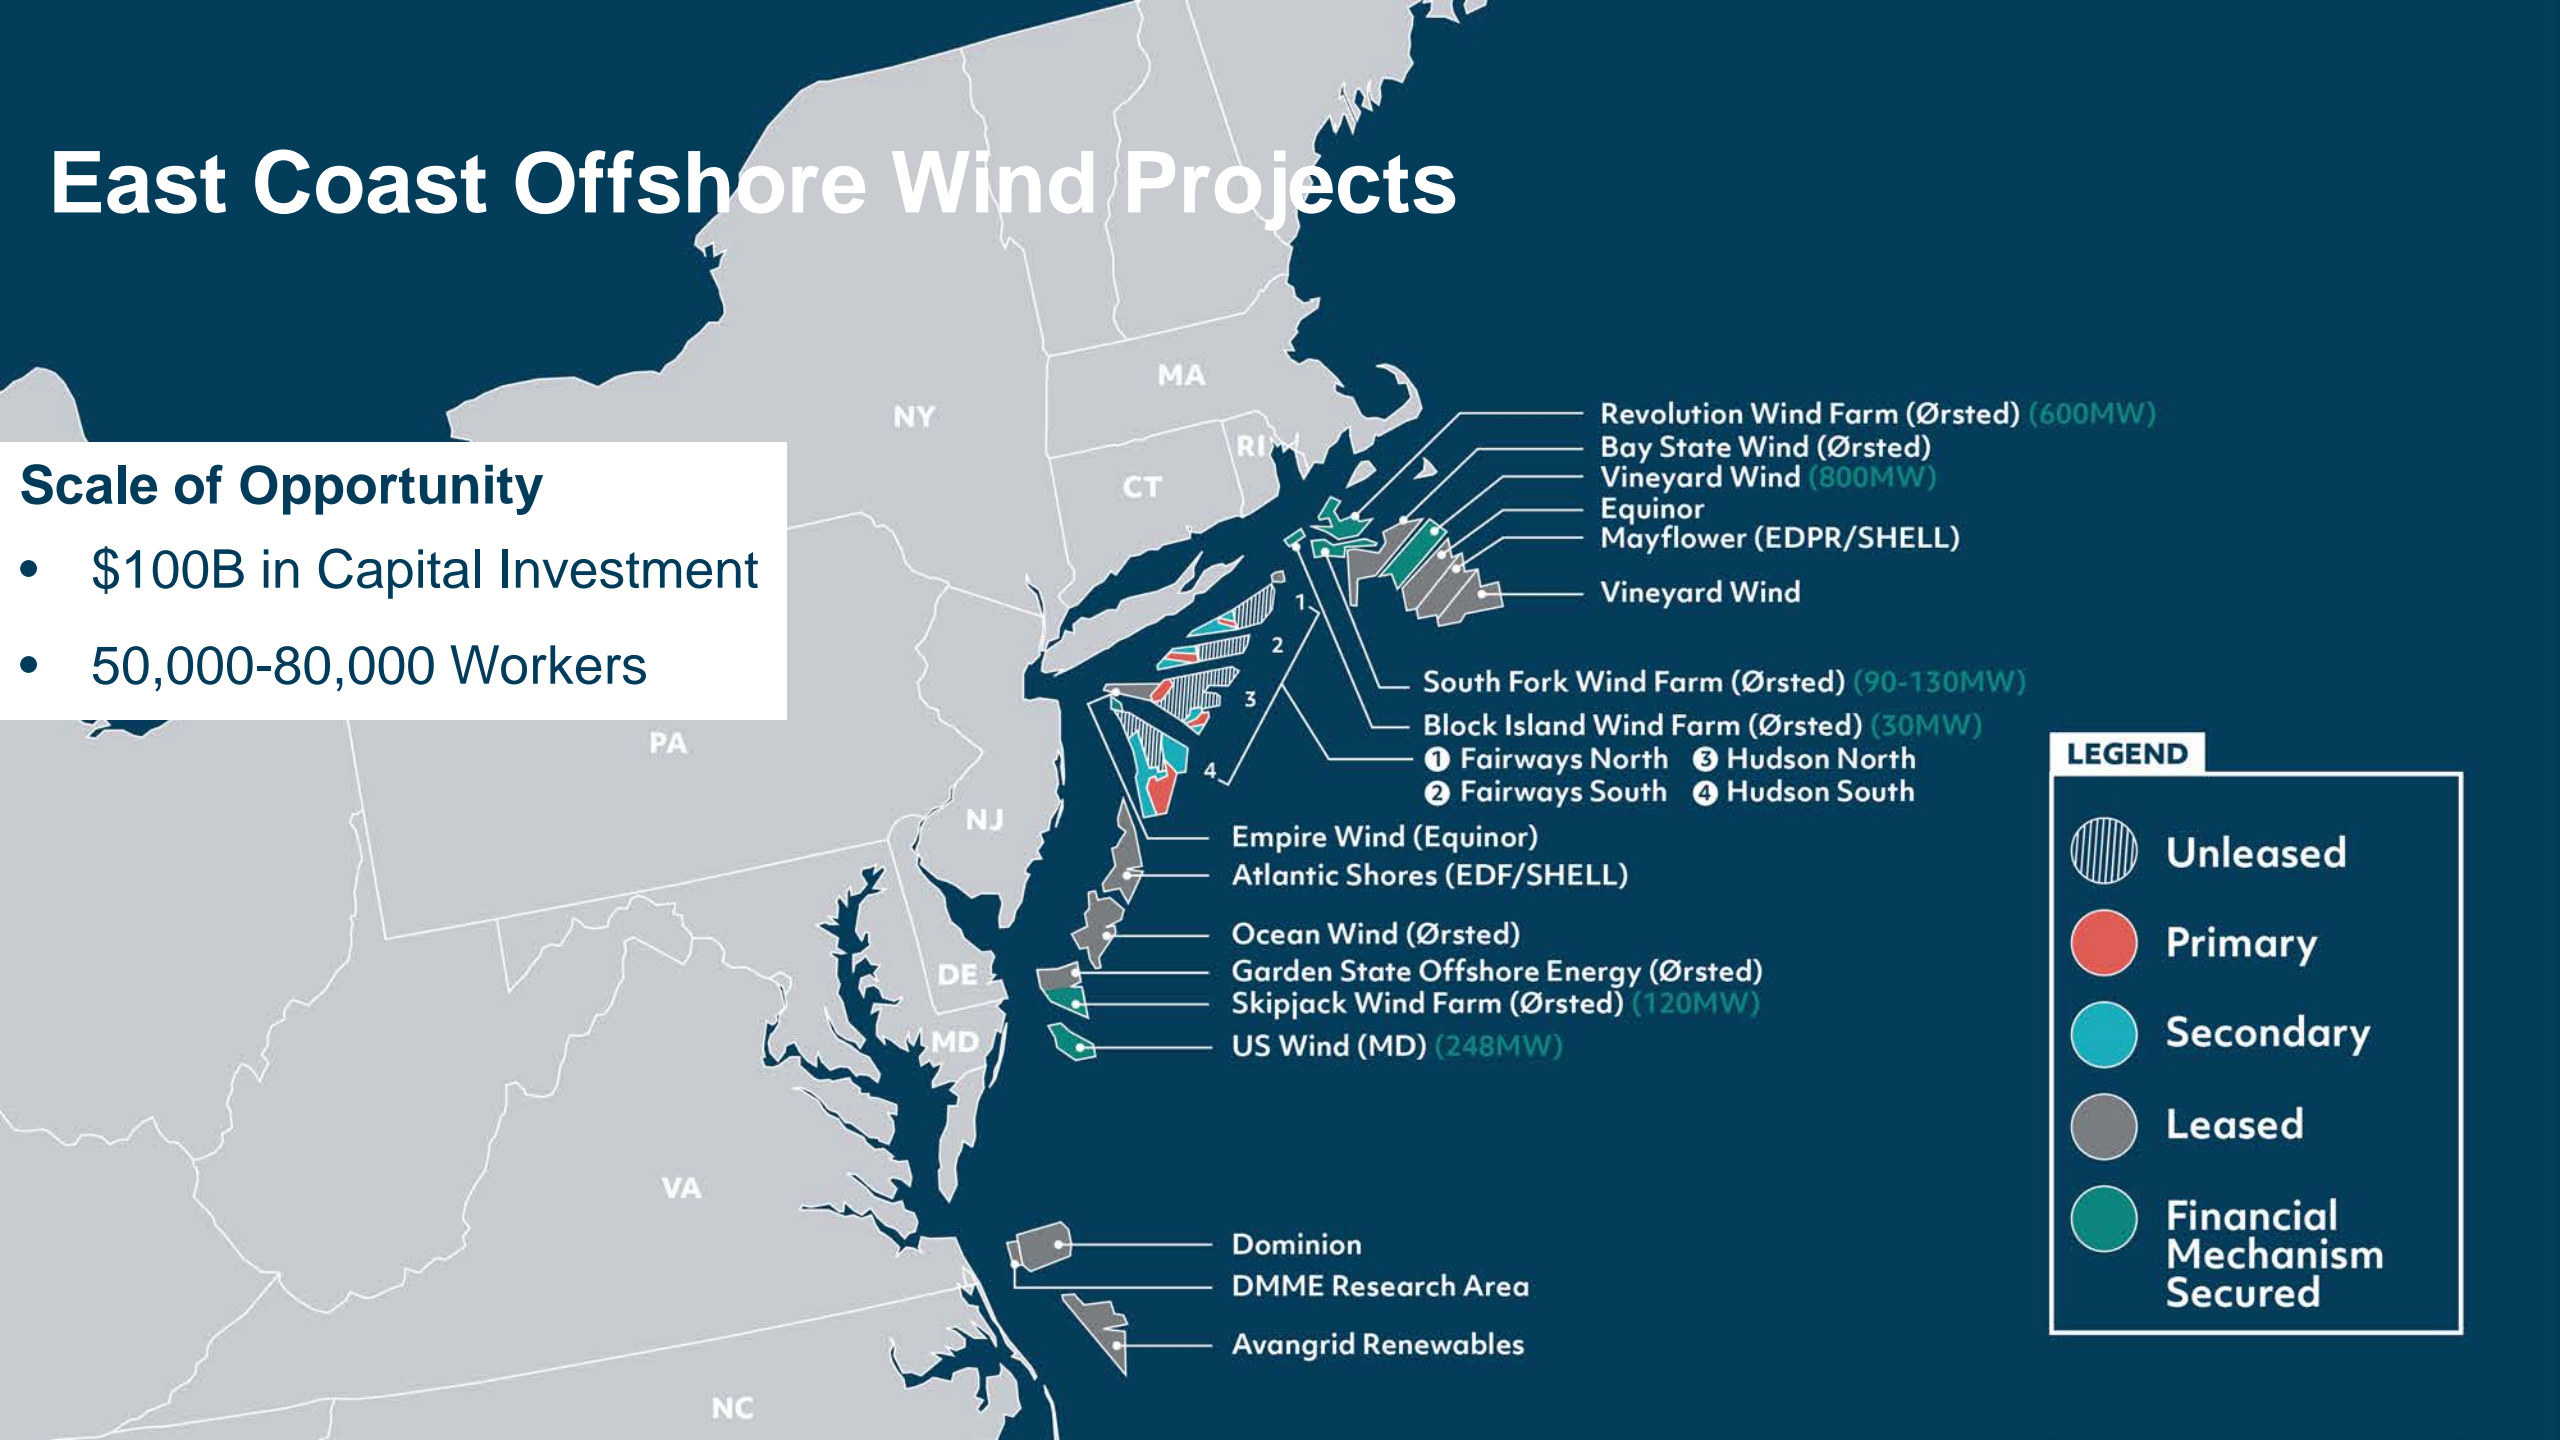 East Coast Offshore Wind Projects
Scale of Opportunity
• $100B in Capital Investment
• 50,000-80,000 Workers
MA
NY
RI
CT
PA
NJ
DE
MD
VA
NC
Revolution Wind Farm (Ørsted) (600MW)
Bay State Wind (Ørsted)
Vineyard Wind (800MW)
Equinor
Mayflower (EDPR/SHELL)
Vineyard Wind
1
2
3
4
South Fork Wind Farm (Ørsted) (90-130MW)
Block Island Wind Farm (Ørsted) (30MW)
❶ Fairways North ❸ Hudson North
❷ Fairways South ❹ Hudson South
Empire Wind (Equinor)
Atlantic Shores (EDF/SHELL)
Ocean Wind (Ørsted)
Garden State Offshore Energy (Ørsted)
Skipjack Wind Farm (Ørsted) (120MW)
US Wind (MD) (248MW)
Dominion
DMME Research Area
Avangrid Renewables
LEGEND
Unleased
Primary
Secondary
Leased
Financial
Mechanism
Secured